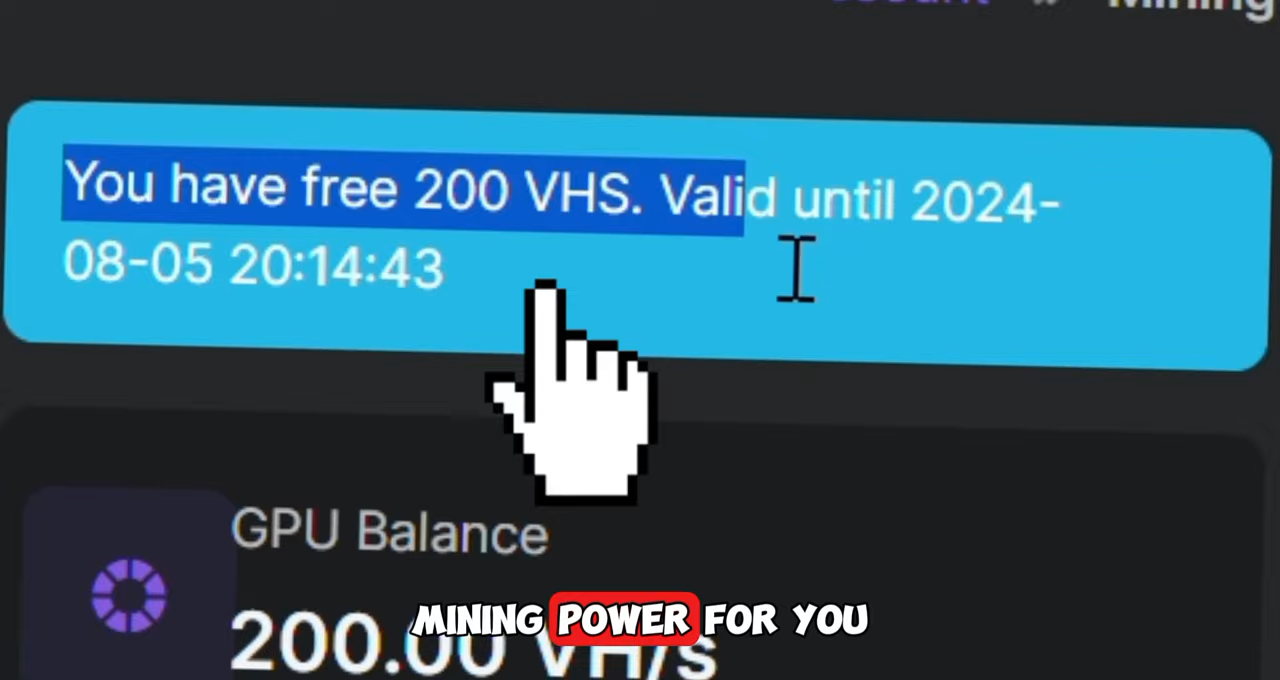 Mining
You have free 200 VHS. Valid until 2024-
08-05 20:14:43
GPU Balance
200.00 VH/s
MINING POWER FOR YOU